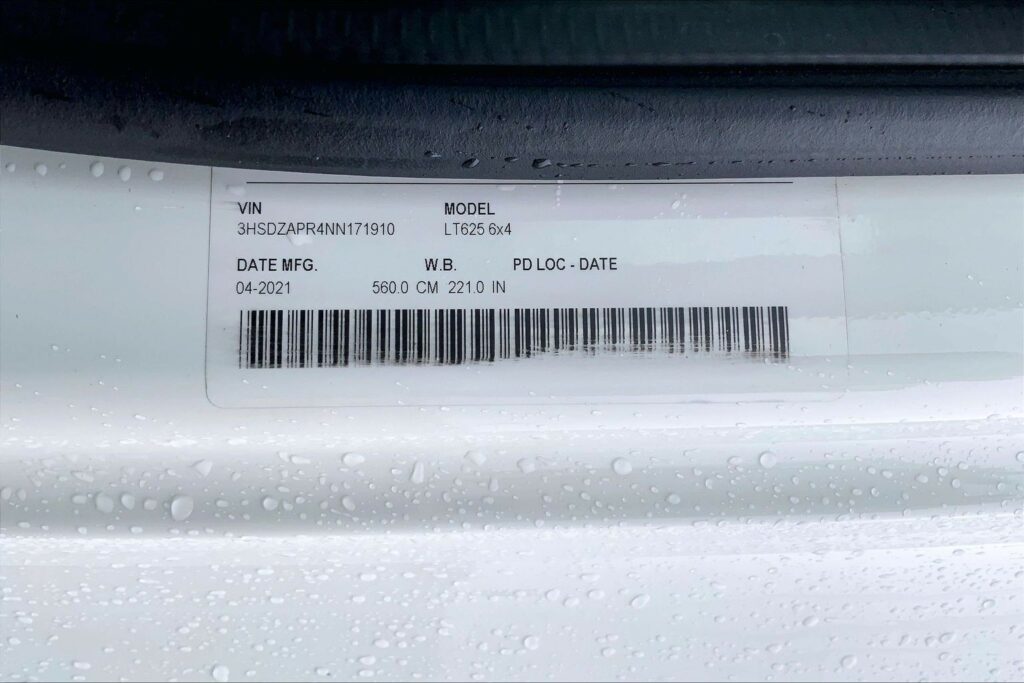 VIN MODEL
3HSDZAPR4NN171910 LT625 6x4
DATE MFG. W.B. PD LOC - DATE
04-2021 560.0 CM 221.0 IN